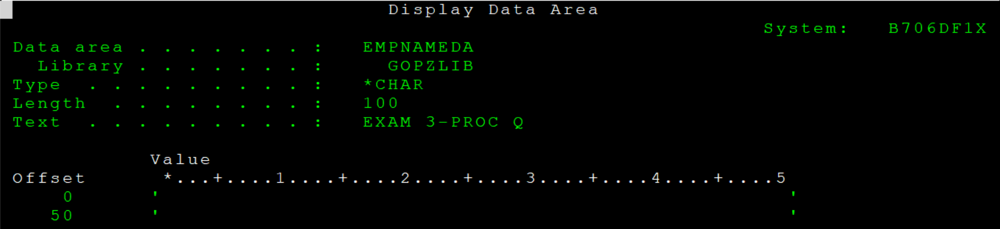 Display Data Area
System:   B706DF1X
Data area . . . . . . . :   EMPNAMEDA
  Library . . . . . . . :     GOPZLIB
Type  . . . . . . . . . :   *CHAR
Length  . . . . . . . . :   100
Text  . . . . . . . . . :   EXAM 3-PROC Q
           Value
Offset      *...+....1....+....2....+....3....+....4....+....5
    0      '                                                  '
   50      '                                                  '